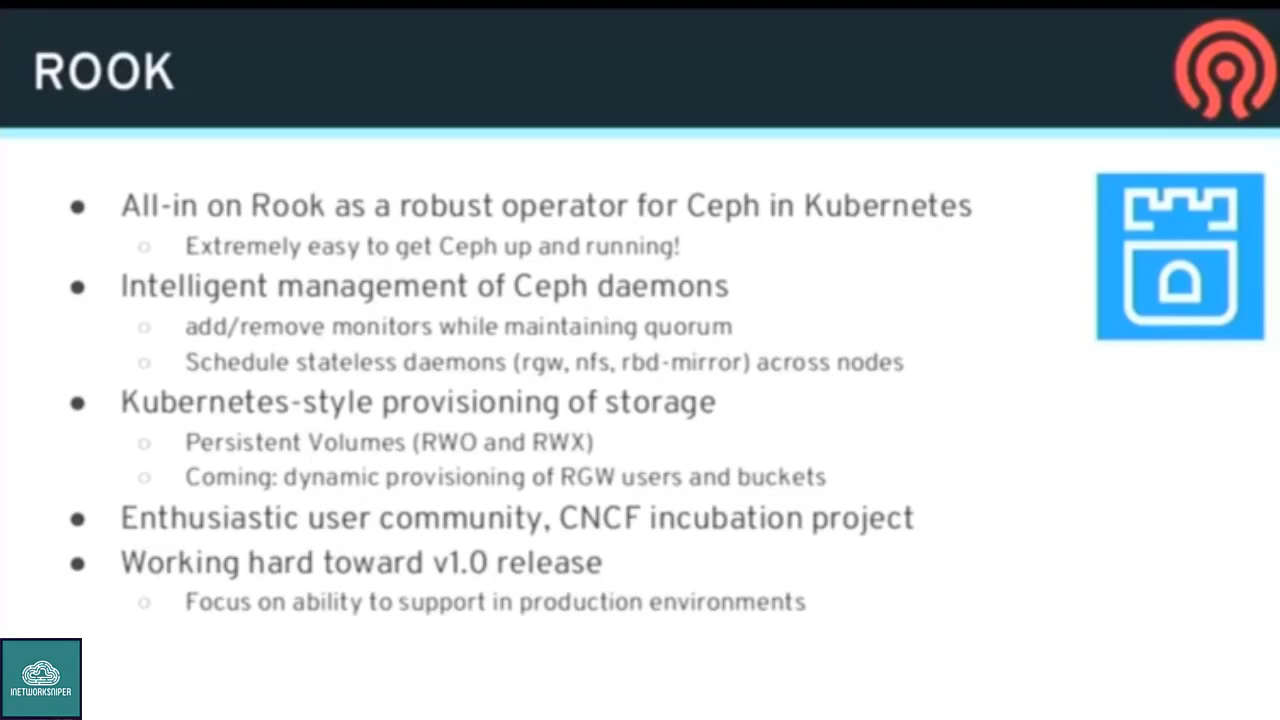 ROOK
● All-in on Rook as a robust operator for Ceph in Kubernetes
○ Extremely easy to get Ceph up and running!
● Intelligent management of Ceph daemons
○ add/remove monitors while maintaining quorum
○ Schedule stateless daemons (rgw, nfs, rbd-mirror) across nodes
● Kubernetes-style provisioning of storage
○ Persistent Volumes (RWO and RWX)
○ Coming: dynamic provisioning of RGW users and buckets
● Enthusiastic user community, CNCF incubation project
● Working hard toward v1.0 release
○ Focus on ability to support in production environments
INETWORKSNIPER